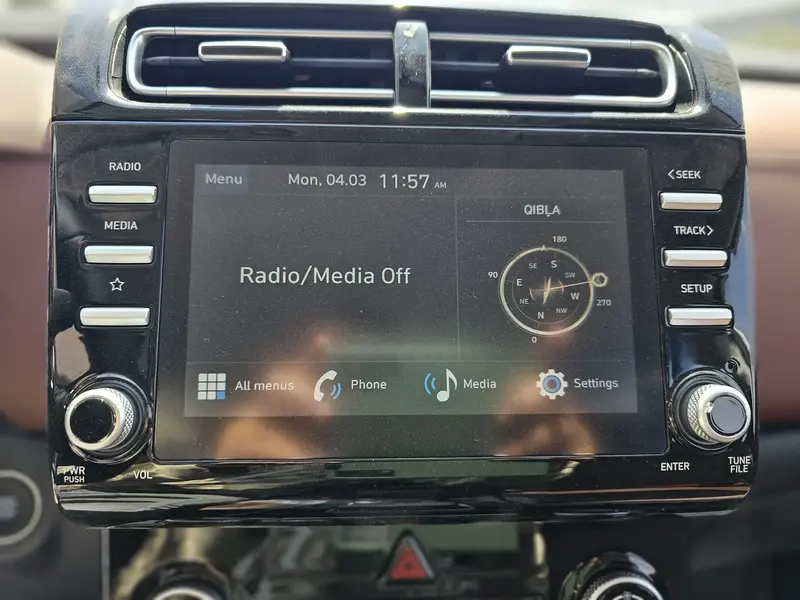 RADIO
MEDIA
PWR
PUSH
VOL
Menu
Mon, 04.03 11:57 AM
Radio/Media Off
QIBLA
180
SE S SW
90 E W 270
NE N NW
0
All menus Phone Media Settings
<SEEK
TRACK>
SETUP
ENTER
TUNE
FILE